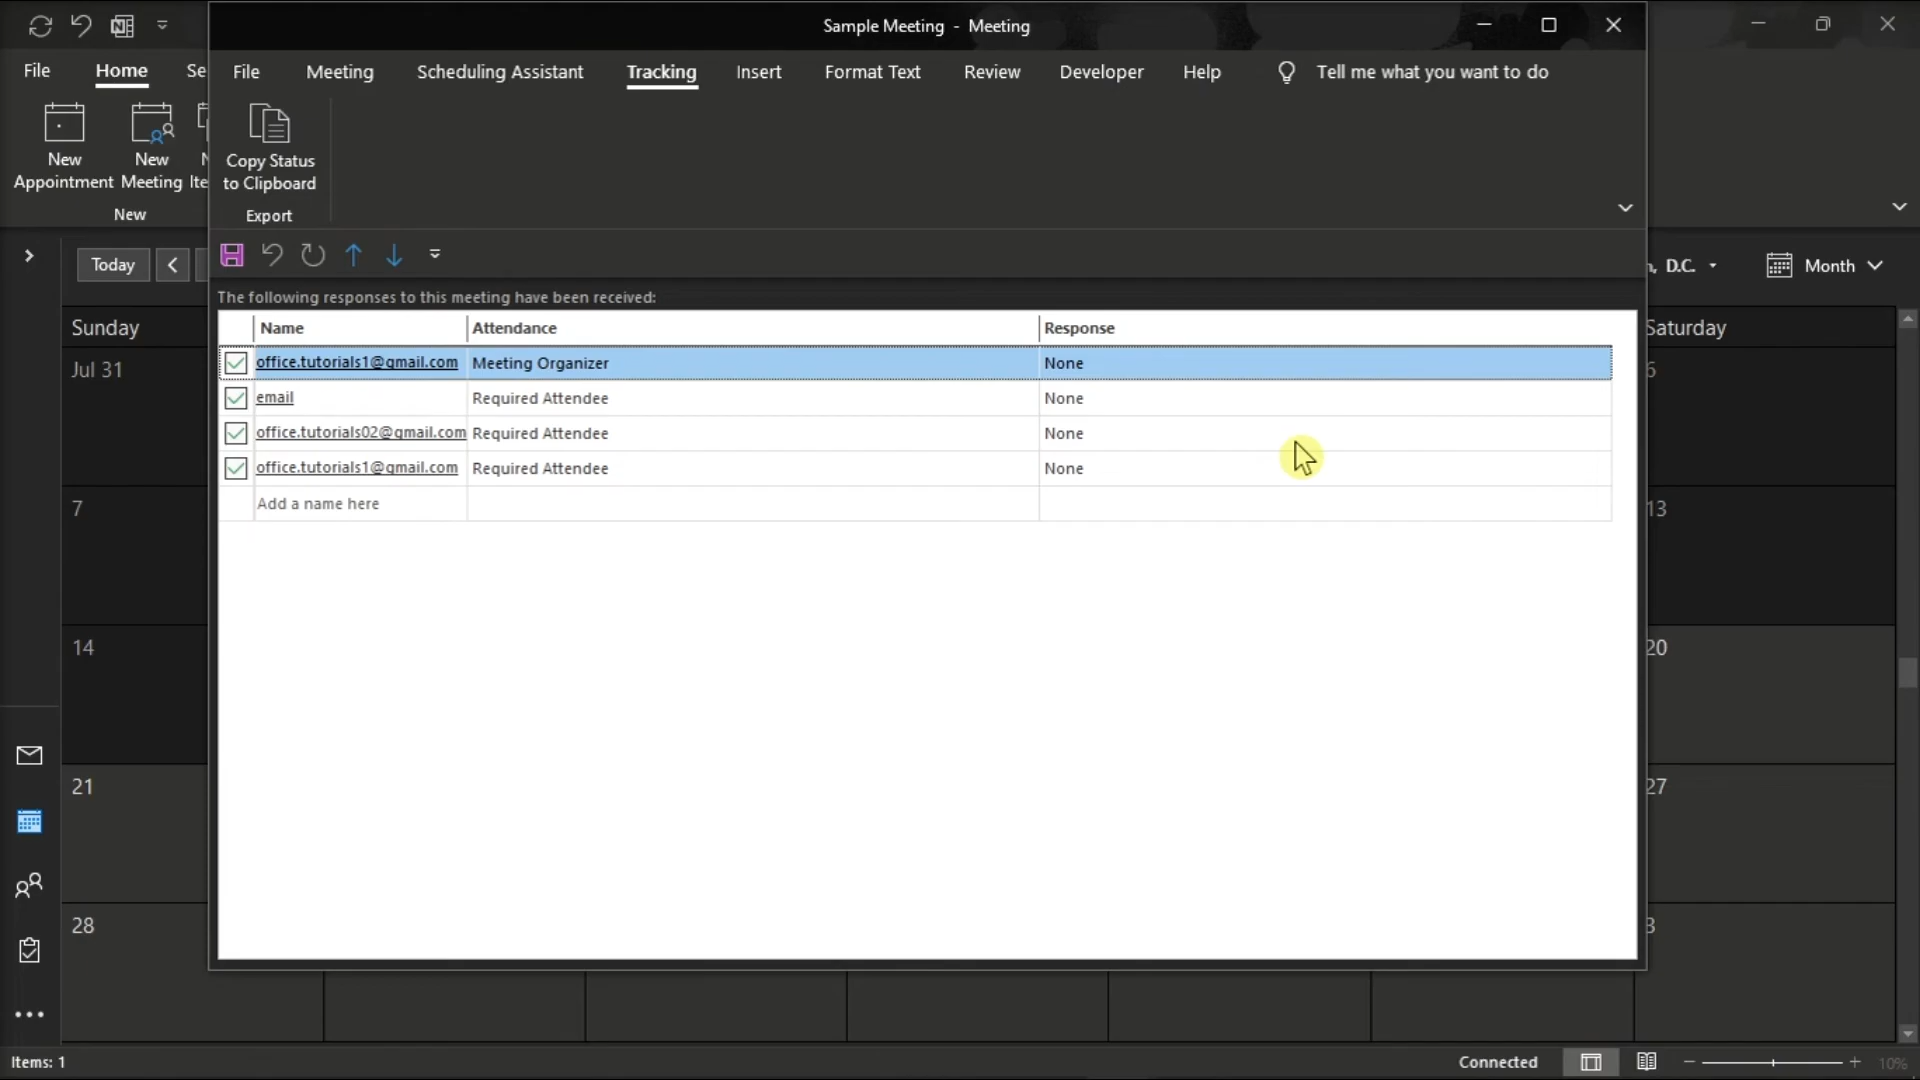 Sample Meeting - Meeting
File Home Se
File Meeting Scheduling Assistant Tracking Insert Format Text Review Developer Help Tell me what you want to do
New Appointment
New Meeting
N
Ite
New
Copy Status to Clipboard
Export
Today
, D.C.
Month
The following responses to this meeting have been received:
Name Attendance Response
office.tutorials1@gmail.com Meeting Organizer None
email Required Attendee None
office.tutorials02@gmail.com Required Attendee None
office.tutorials1@gmail.com Required Attendee None
Add a name here
Sunday Saturday
Jul 31 6
7 13
14 20
21 27
28 3
Items: 1 Connected 10%